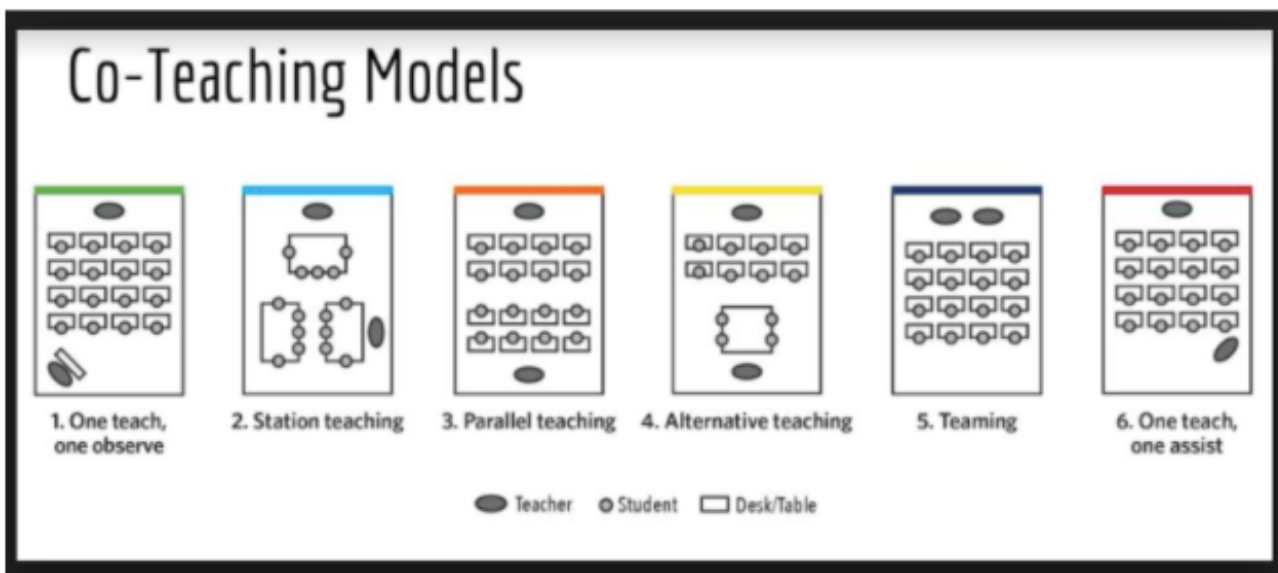 Co-Teaching Models
1. One teach,
one observe
2. Station teaching
3. Parallel teaching
4. Alternative teaching
5. Teaming
6. One teach,
one assist
Teacher
Student
Desk/Table